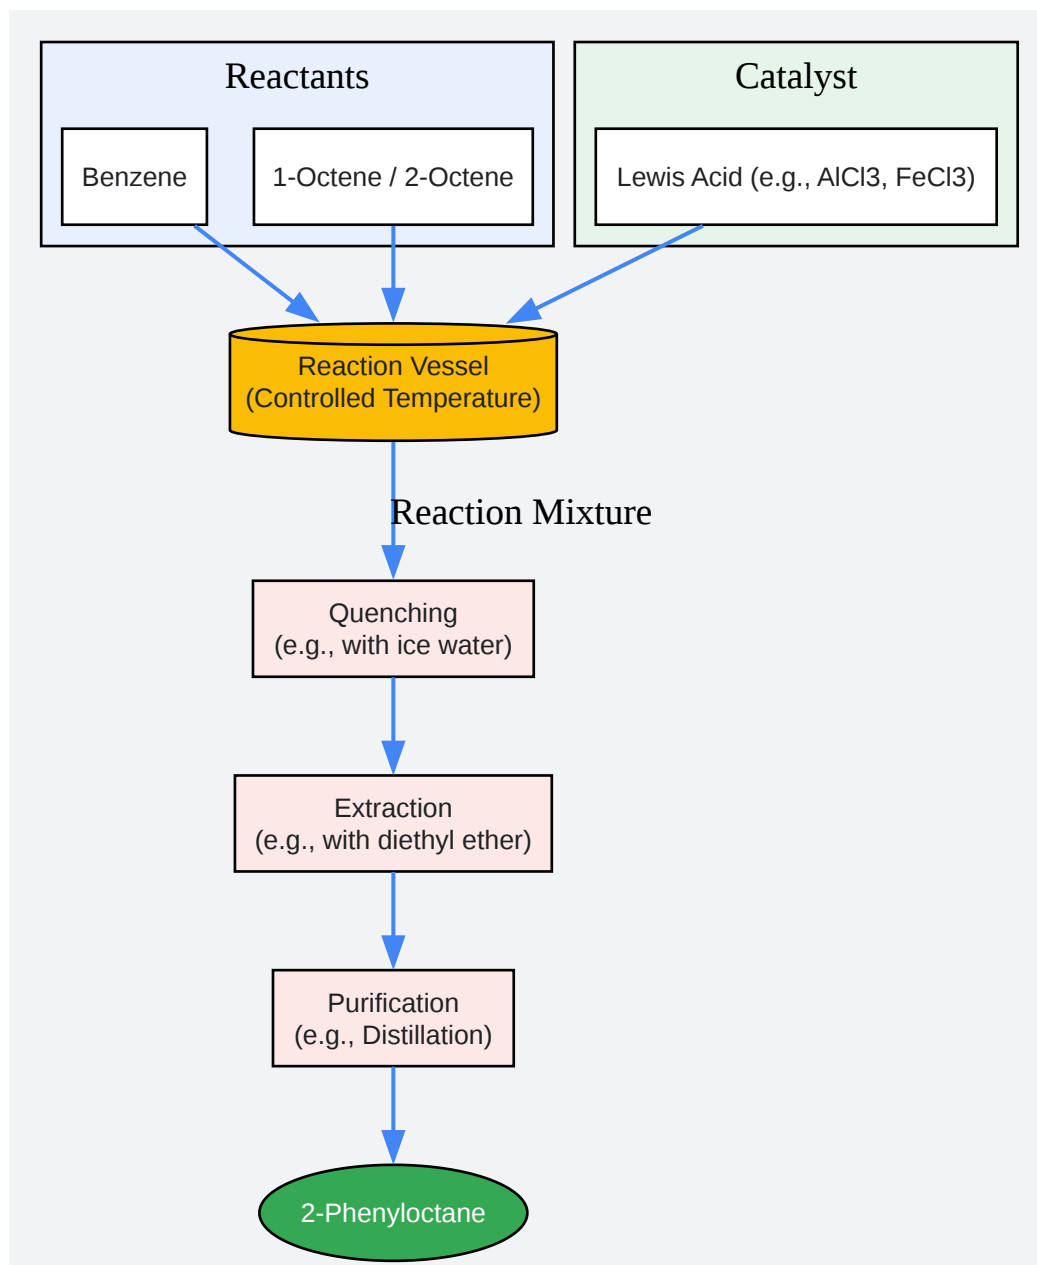 Reactants
Catalyst
Benzene
1-Octene / 2-Octene
Lewis Acid (e.g., AlCl3, FeCl3)
Reaction Vessel
(Controlled Temperature)
Reaction Mixture
Quenching
(e.g., with ice water)
Extraction
(e.g., with diethyl ether)
Purification
(e.g., Distillation)
2-Phenyloctane